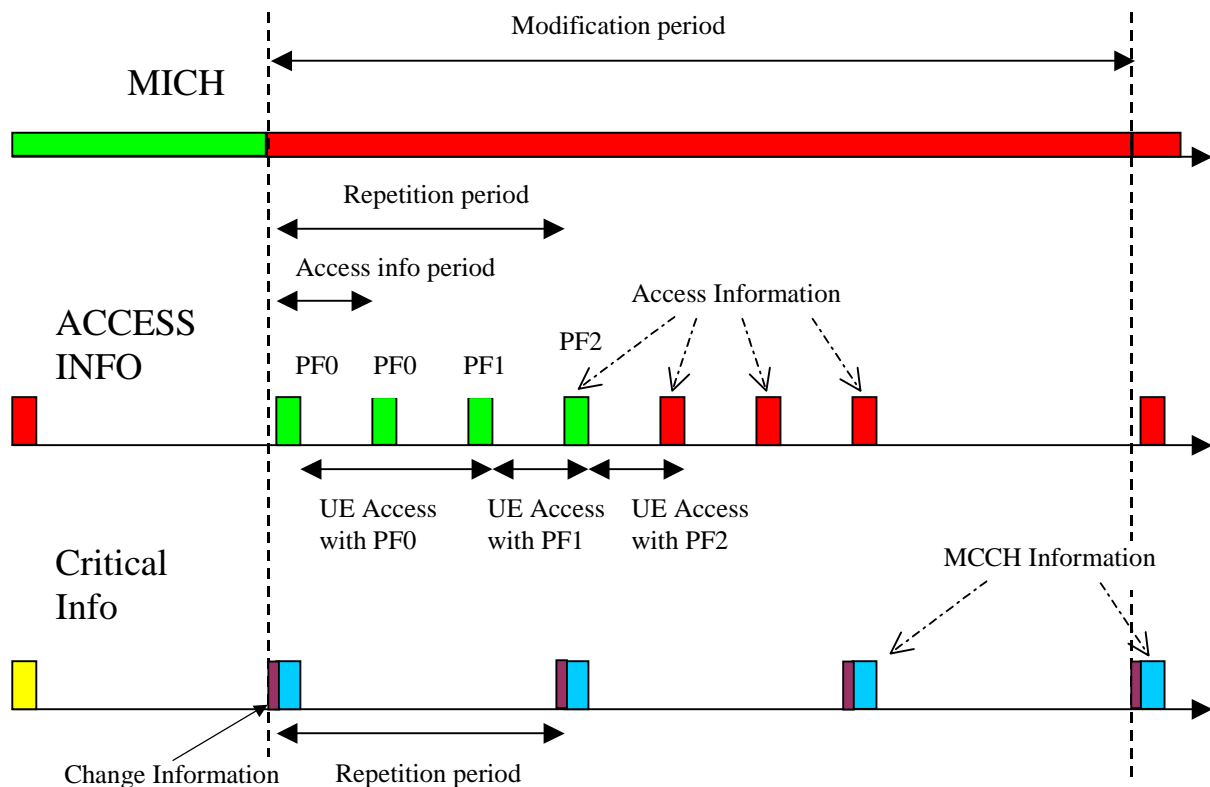 Modification period
MICH
Repetition period
Access info period
Access Information
ACCESS
INFO
PF0
PF0
PF1
PF2
UE Access
with PF0
UE Access
with PF1
UE Access
with PF2
Critical
Info
MCCH Information
Change Information
Repetition period